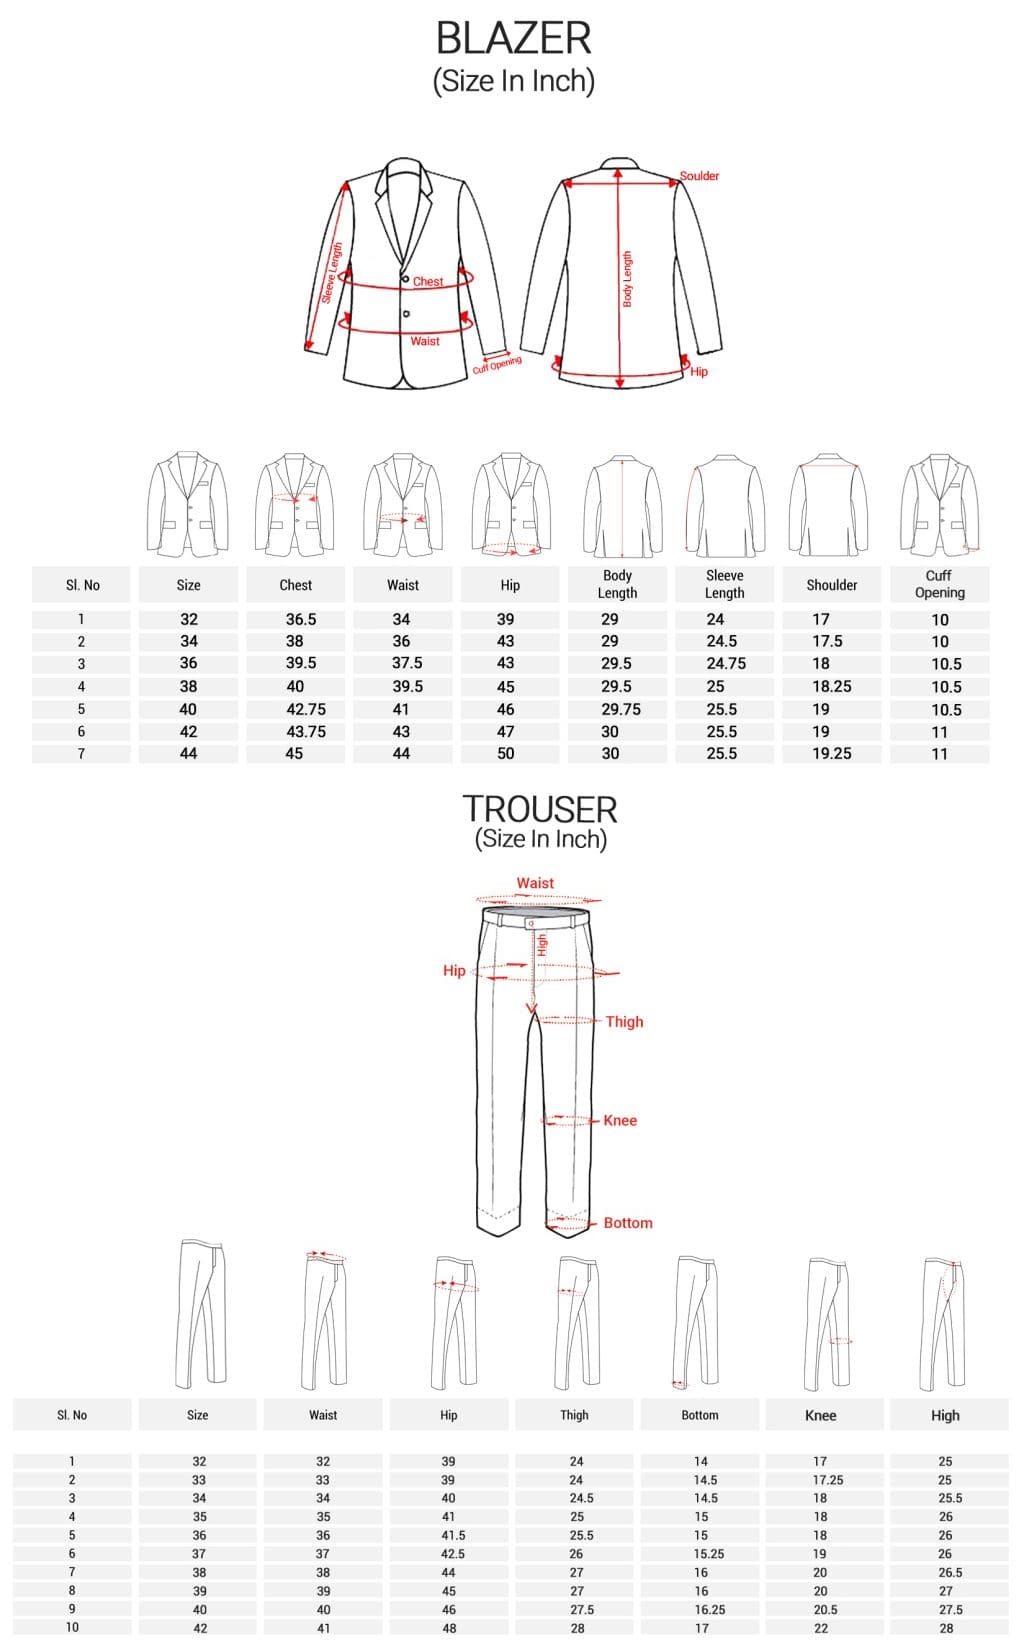 BLAZER
(Size In Inch)
Soulder
Sleeve Length
Chest
Waist
Cuff Opening
Body Length
Hip
Sl. No Size Chest Waist Hip Body Length Sleeve Length Shoulder Cuff Opening
1 32 36.5 34 39 29 24 17 10
2 34 38 36 43 29 24.5 17.5 10
3 36 39.5 37.5 43 29.5 24.75 18 10.5
4 38 40 39.5 45 29.5 25 18.25 10.5
5 40 42.75 41 46 29.75 25.5 19 10.5
6 42 43.75 43 47 30 25.5 19 11
7 44 45 44 50 30 25.5 19.25 11
TROUSER
(Size In Inch)
Waist
High
Hip
Thigh
Knee
Bottom
Sl. No Size Waist Hip Thigh Bottom Knee High
1 32 32 39 24 14 17 25
2 33 33 39 24 14.5 17.25 25
3 34 34 40 24.5 14.5 18 25.5
4 35 35 41 25 15 18 26
5 36 36 41.5 25.5 15 18 26
6 37 37 42.5 26 15.25 19 26
7 38 38 44 27 16 20 26.5
8 39 39 45 27 16 20 27
9 40 40 46 27.5 16.25 20.5 27.5
10 42 41 48 28 17 22 28